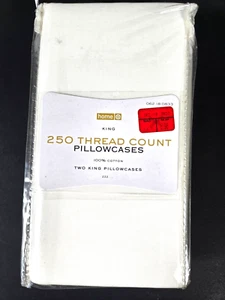 home
KING
250 THREAD COUNT
PILLOWCASES
100% COTTON
TWO KING PILLOWCASES